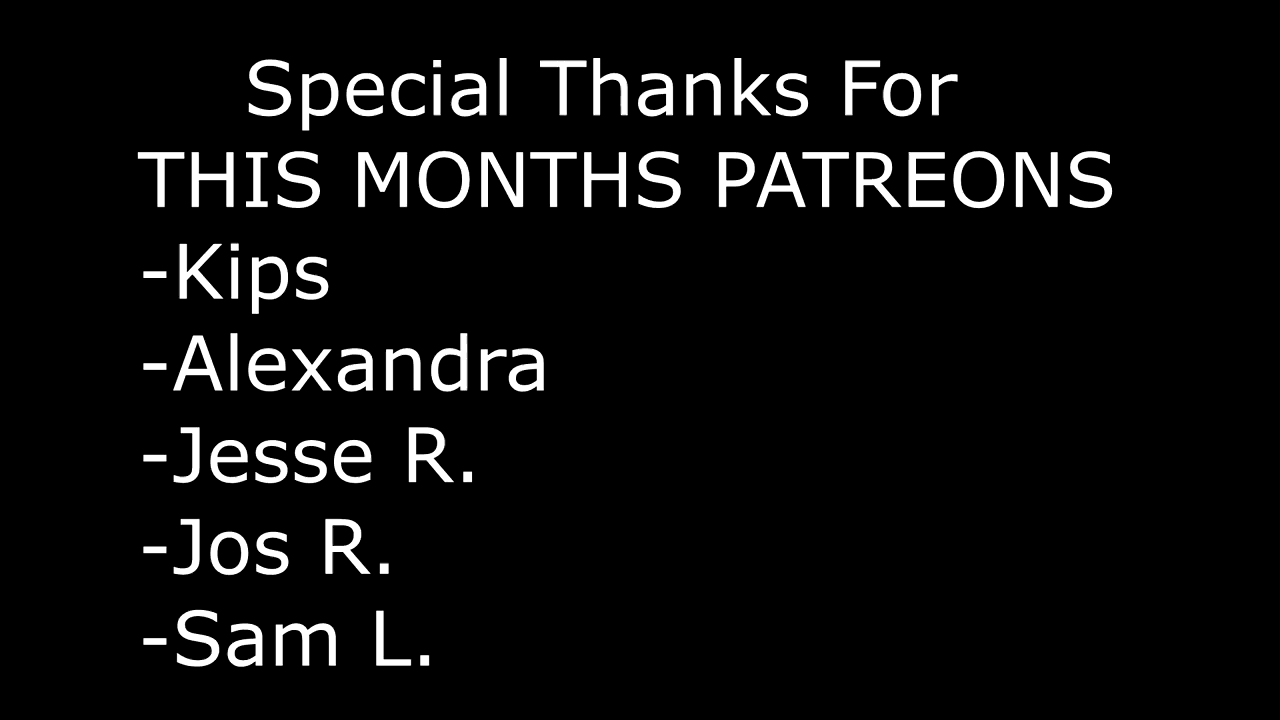 Special Thanks For
THIS MONTHS PATREONS
-Kips
-Alexandra
-Jesse R.
-Jos R.
-Sam L.